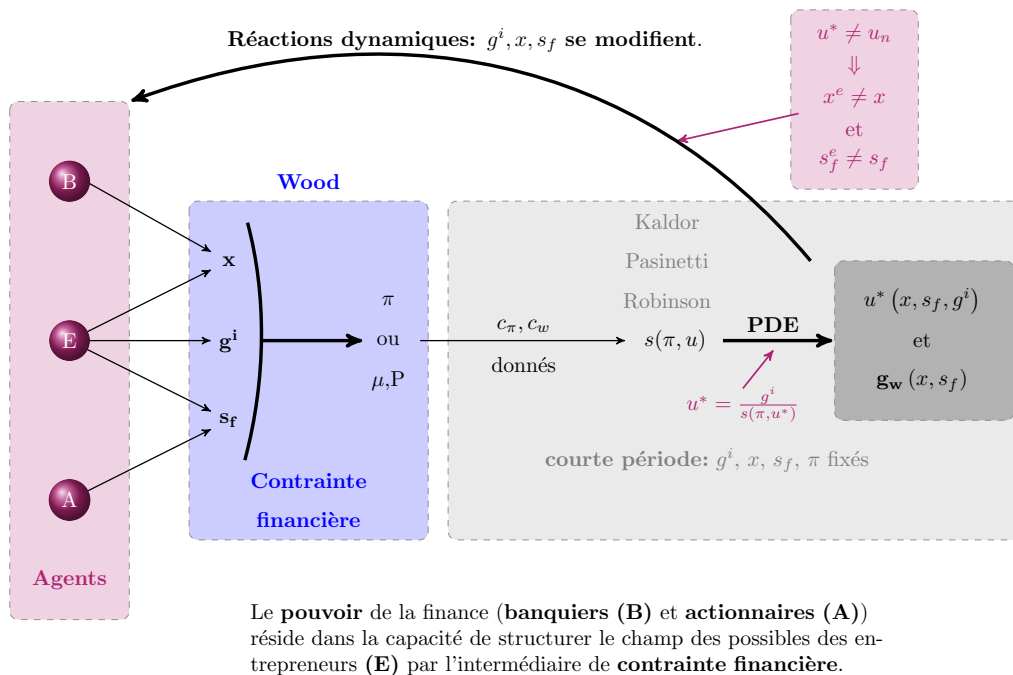 Réactions dynamiques: g^i, x, s_f se modifient.
u* ≠ u_n
⇓
x^e ≠ x
et
s_f^e ≠ s_f
B
E
A
Agents
Wood
x
g^i
s_f
π
ou
μ,P
Contrainte
financière
c_π, c_w
donnés
Kaldor
Pasinetti
Robinson
s(π, u)
PDE
u* = g^i / s(π,u*)
courte période: g^i, x, s_f, π fixés
u* (x, s_f, g^i)
et
g_w (x, s_f)
Le pouvoir de la finance (banquiers (B) et actionnaires (A))
réside dans la capacité de structurer le champ des possibles des en-
trepreneurs (E) par l'intermédiaire de contrainte financière.